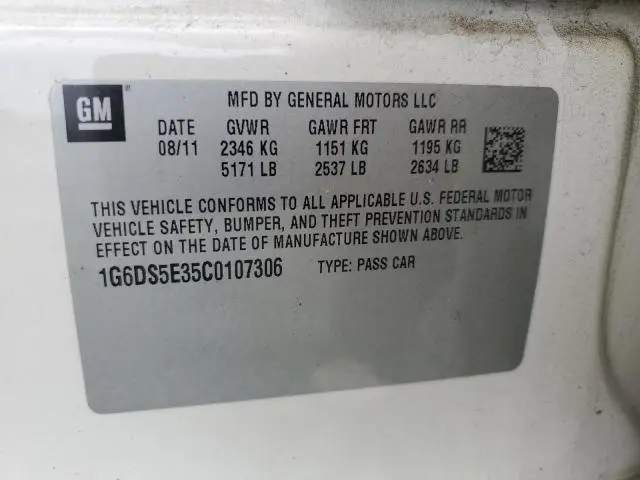 GM
MFD BY GENERAL MOTORS LLC
DATE GVWR GAWR FRT GAWR RR
08/11 2346 KG 1151 KG 1195 KG
5171 LB 2537 LB 2634 LB
THIS VEHICLE CONFORMS TO ALL APPLICABLE U.S. FEDERAL MOTOR
VEHICLE SAFETY, BUMPER, AND THEFT PREVENTION STANDARDS IN
EFFECT ON THE DATE OF MANUFACTURE SHOWN ABOVE.
1G6DS5E35C0107306 TYPE: PASS CAR